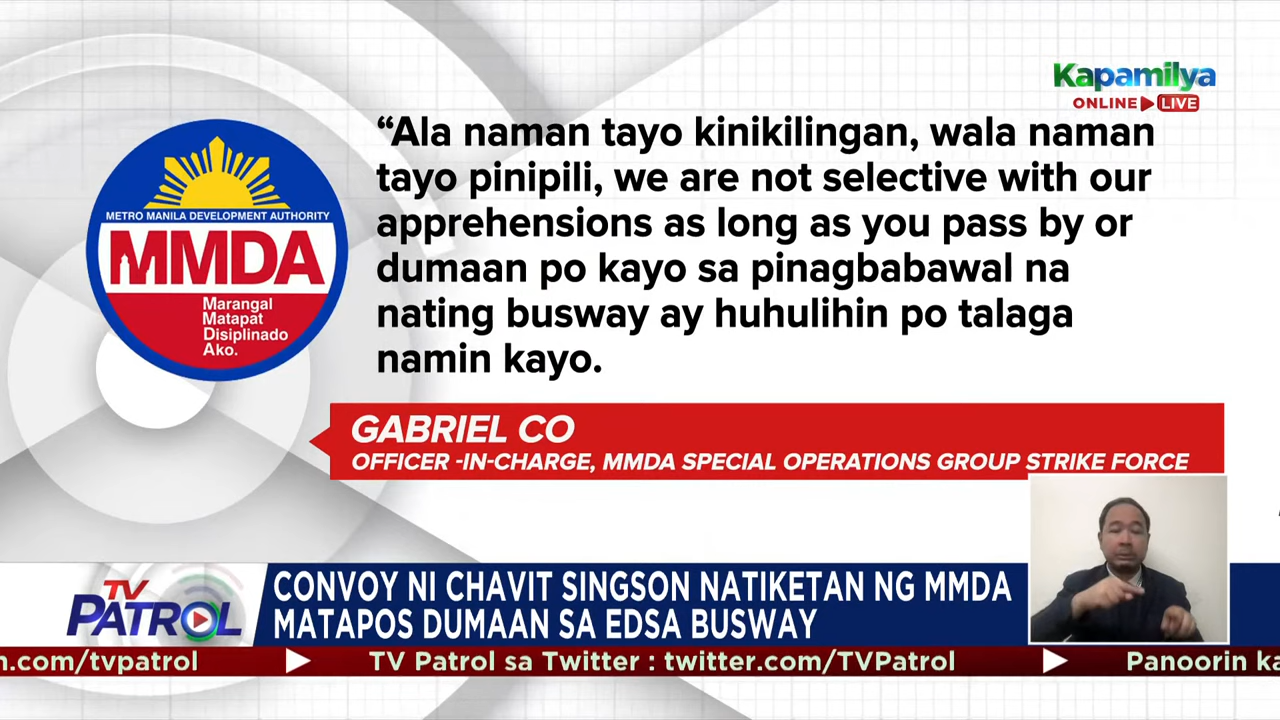 Kapamilya
ONLINE LIVE
“Ala naman tayo kinikilingan, wala naman
tayo pinipili, we are not selective with our
apprehensions as long as you pass by or
dumaan po kayo sa pinagbabawal na
nating busway ay huhulihin po talaga
namin kayo.
METRO MANILA DEVELOPMENT AUTHORITY
MMDA
Marangal
Matapat
Disiplinado
Ako.
GABRIEL CO
OFFICER -IN-CHARGE, MMDA SPECIAL OPERATIONS GROUP STRIKE FORCE
TV
PATROL
CONVOY NI CHAVIT SINGSON NATIKETAN NG MMDA
MATAPOS DUMAAN SA EDSA BUSWAY
.com/tvpatrol TV Patrol sa Twitter : twitter.com/TVPatrol Panoorin